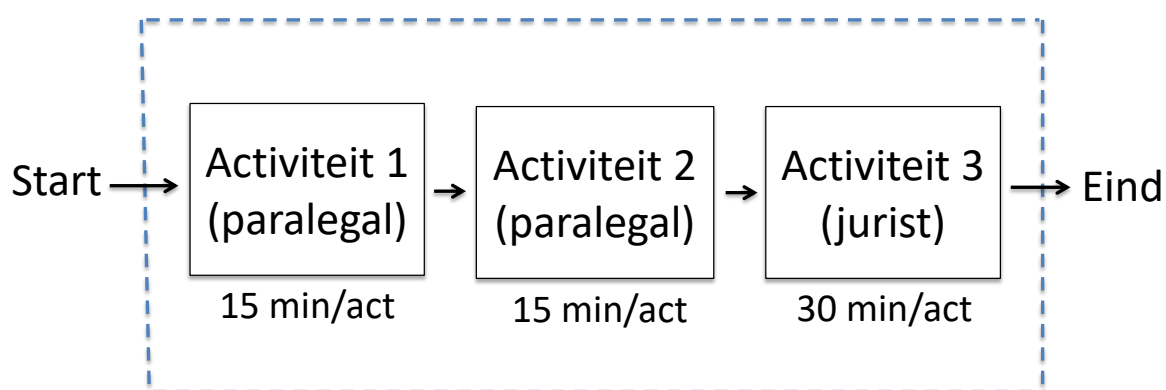 Start
Activiteit 1
(paralegal)
15 min/act
Activiteit 2
(paralegal)
15 min/act
Activiteit 3
(jurist)
30 min/act
Eind